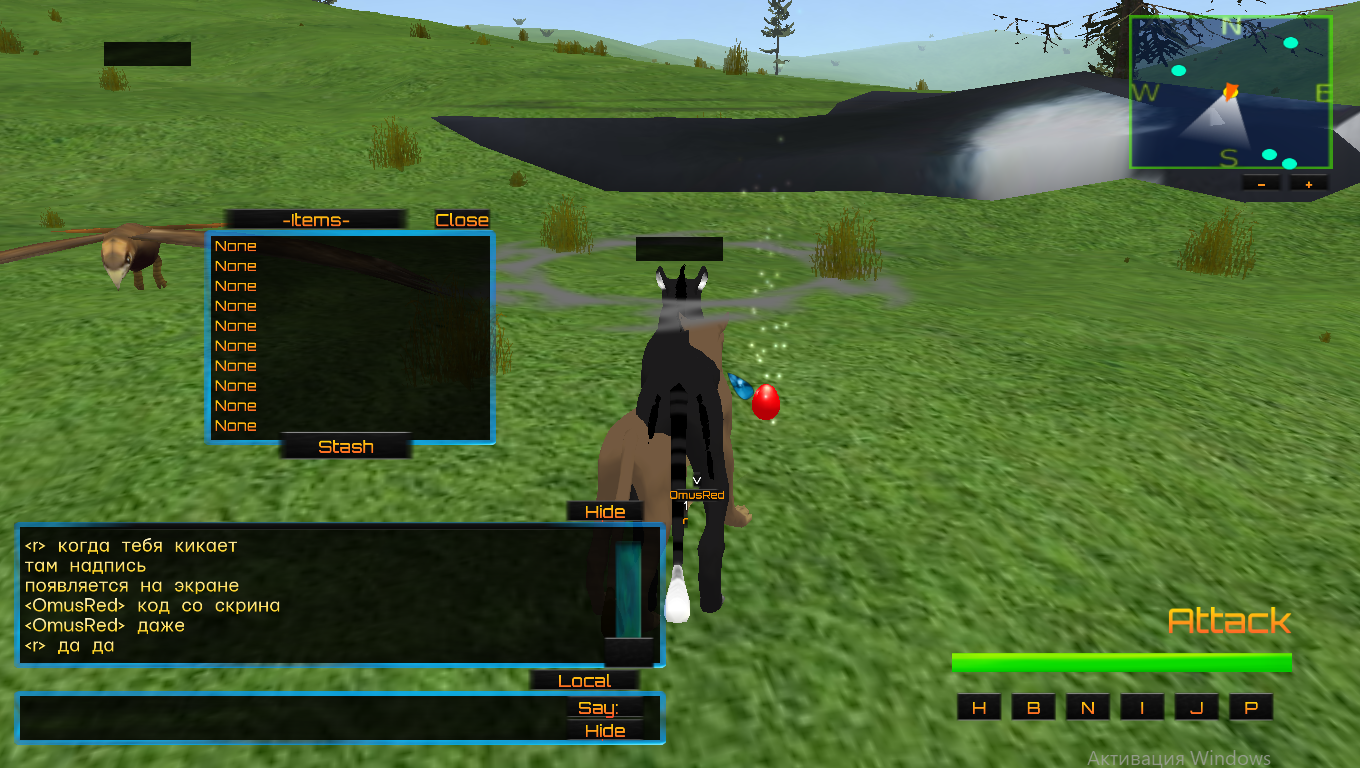 N
W
E
S
-
+
-Items-
Close
None
None
None
None
None
None
None
None
None
None
Stash
v
OmusRed
1
r
Hide
<r> когда тебя кикает
там надпись
появляется на экране
<OmusRed> код со скрина
<OmusRed> даже
<r> да да
Local
Say:
Hide
Attack
H
B
N
I
J
P
Активация Windows